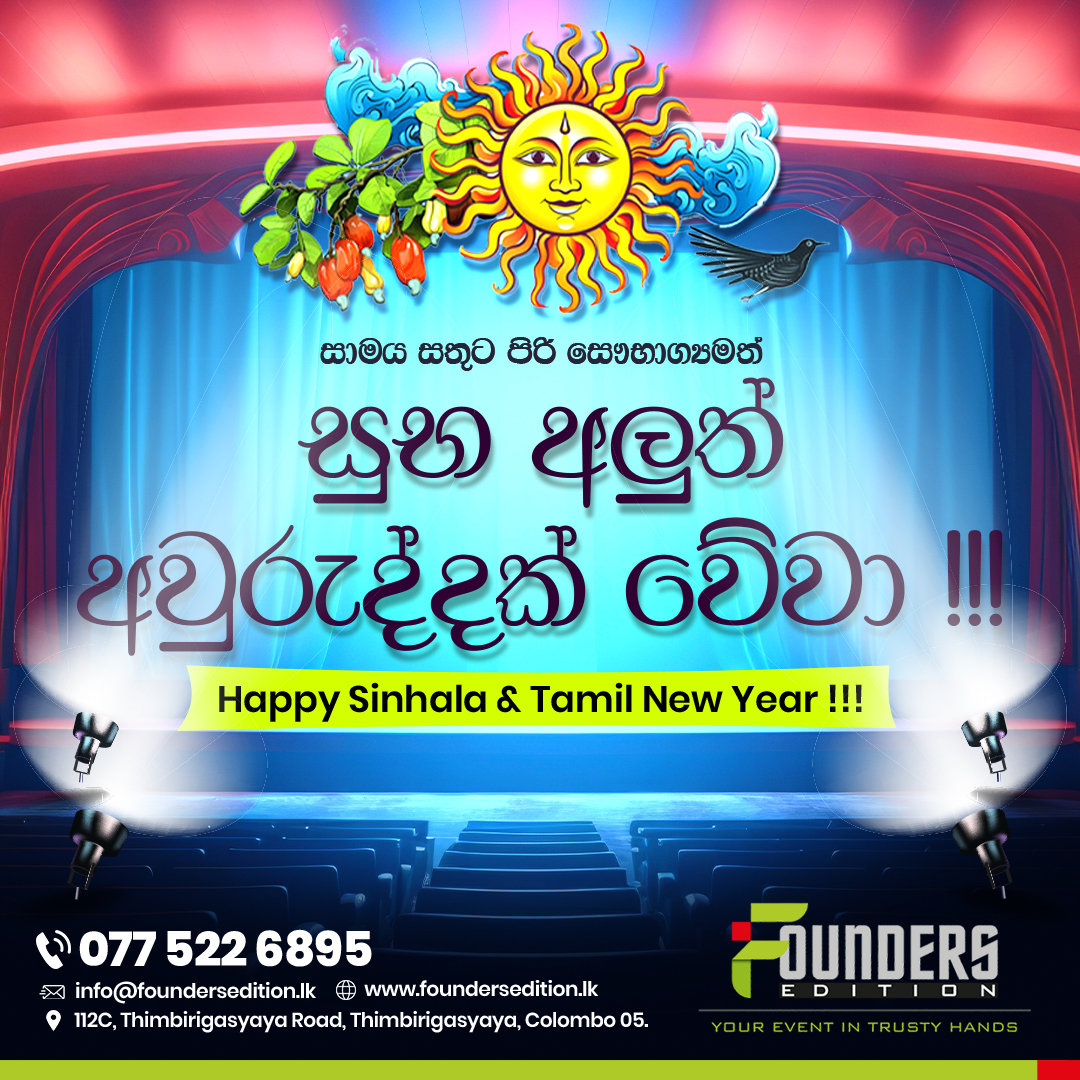 සාමය සතුට පිරි සෞභාග්‍යමත්
සුභ අලුත්
අවුරුද්දක් වේවා !!!
Happy Sinhala & Tamil New Year !!!
077 522 6895
info@foundersedition.lk www.foundersedition.lk
112C, Thimbirigasyaya Road, Thimbirigasyaya, Colombo 05.
FOUNDERS
EDITION
YOUR EVENT IN TRUSTY HANDS